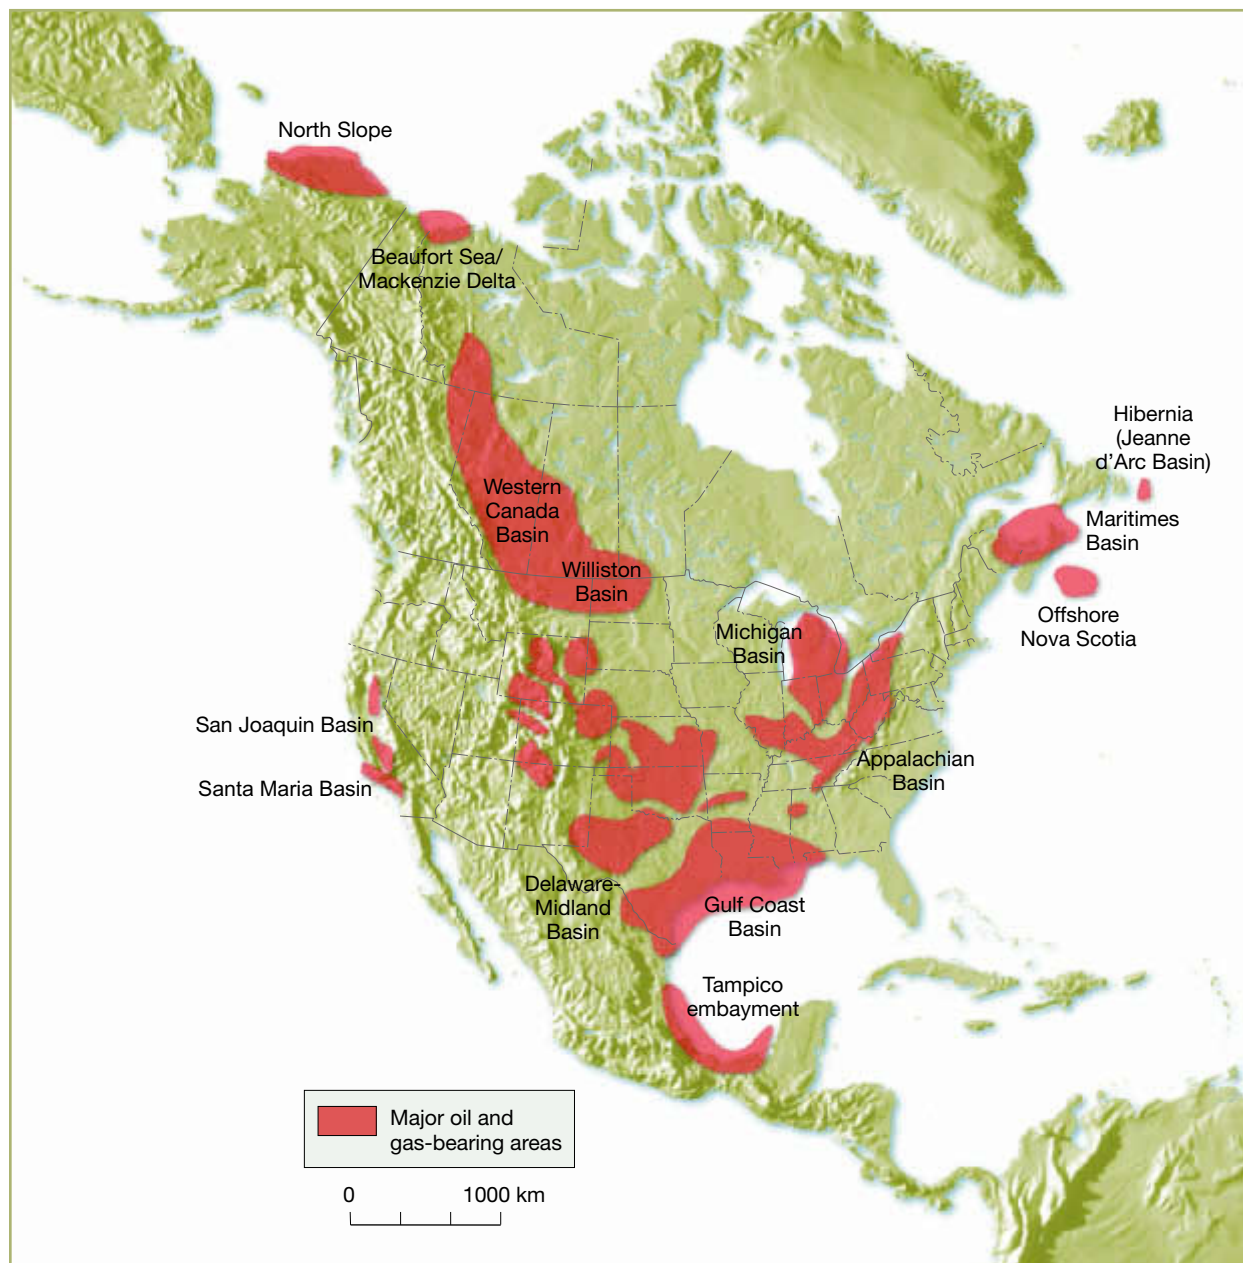 North Slope
Beaufort Sea/
Mackenzie Delta
Hibernia
(Jeanne
d’Arc Basin)
Western
Canada
Basin
Maritimes
Basin
Williston
Basin
Offshore
Nova Scotia
Michigan
Basin
San Joaquin Basin
Appalachian
Basin
Santa Maria Basin
Delaware-
Midland
Basin
Gulf Coast
Basin
Tampico
embayment
Major oil and
gas-bearing areas
0 1000 km